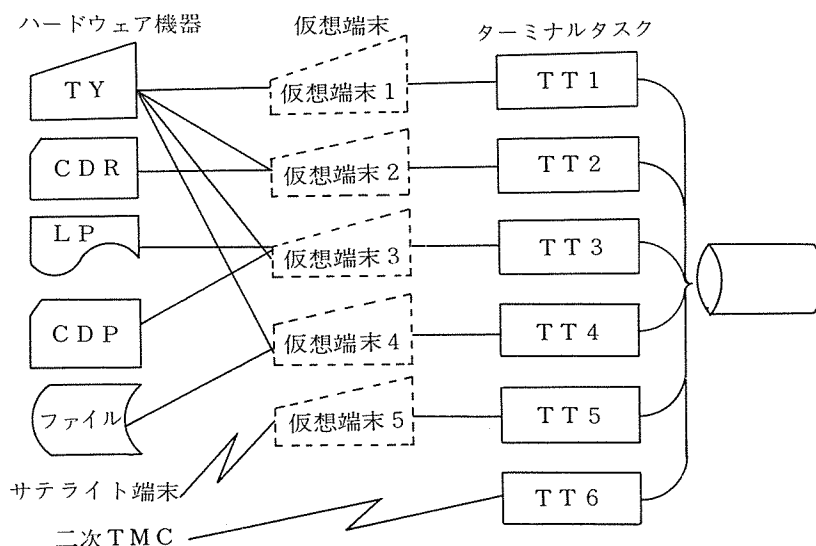 ハードウェア機器
仮想端末
ターミナルタスク
TY
仮想端末1
TT1
CDR
仮想端末2
TT2
LP
仮想端末3
TT3
CDP
仮想端末4
TT4
ファイル
仮想端末5
TT5
サテライト端末
TT6
二次TMC